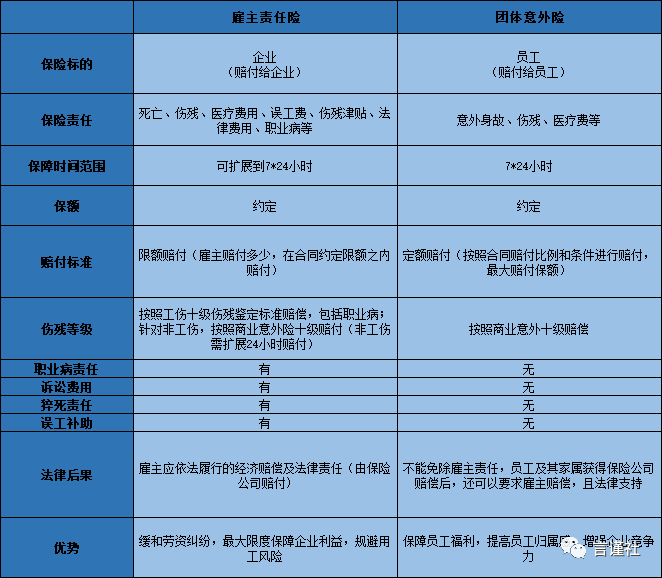 雇主责任险 团体意外险
保险标的 企业 员工
（赔付给企业） （赔付给员工）
保险责任 死亡、伤残、医疗费用、误工费、伤残津贴、法
律费用、职业病等 意外身故、伤残、医疗费等
保障时间范围 可扩展到7*24小时 7*24小时
保额 约定 约定
赔付标准 限额赔付（雇主赔付多少，在合同约定限额之内
赔付） 定额赔付（按照合同赔付比例和条件进行赔付，
最大赔付保额）
伤残等级 按照工伤十级伤残鉴定标准赔偿，包括职业病；
针对非工伤，按照商业意外险十级赔付（非工伤
需扩展24小时赔付） 按照商业意外十级赔偿
职业病责任 有 无
诉讼费用 有 无
猝死责任 有 无
误工补助 有 无
法律后果 雇主应依法履行的经济赔偿及法律责任（由保险
公司赔付） 不能免除雇主责任，员工及其家属获得保险公司
赔偿后，还可以要求雇主赔偿，且法律支持
优势 缓和劳资纠纷，最大限度保障企业利益，规避用
工风险 保障员工福利，提高员工归属感，增强企业竞争
力
言谨社